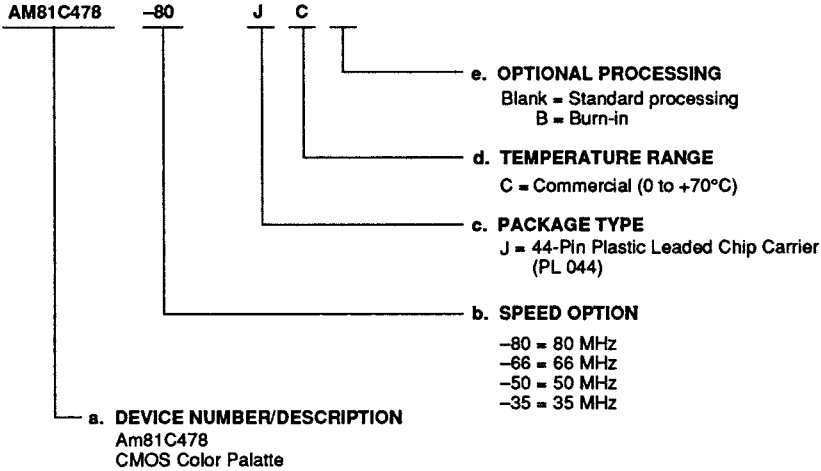 AM81C478 –80 J C
e. OPTIONAL PROCESSING
Blank = Standard processing
B = Burn-in
d. TEMPERATURE RANGE
C = Commercial (0 to +70°C)
c. PACKAGE TYPE
J = 44-Pin Plastic Leaded Chip Carrier
(PL 044)
b. SPEED OPTION
–80 = 80 MHz
–66 = 66 MHz
–50 = 50 MHz
–35 = 35 MHz
a. DEVICE NUMBER/DESCRIPTION
Am81C478
CMOS Color Palatte